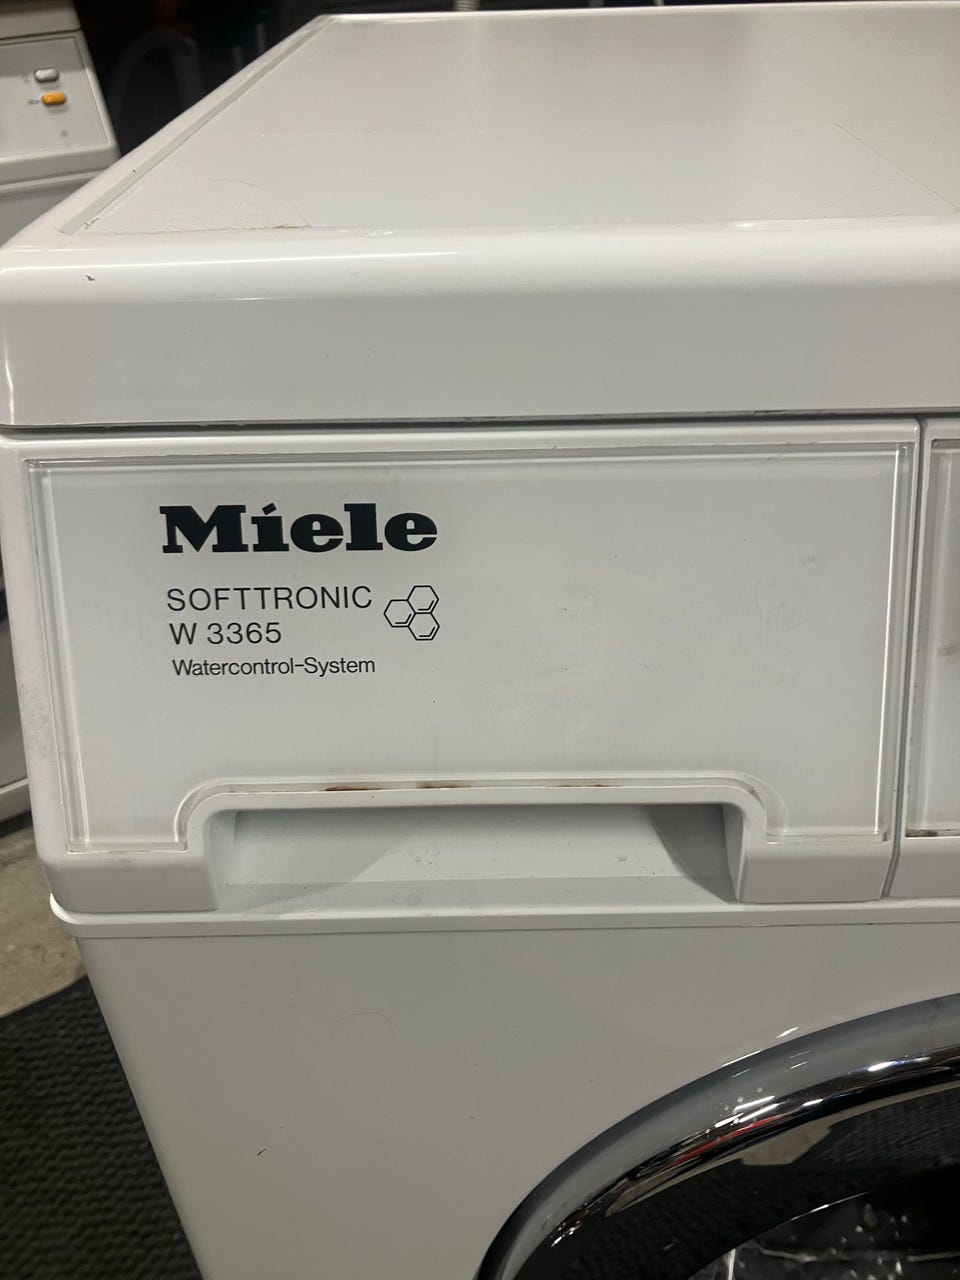 Miele
SOFTTRONIC
W 3365
Watercontrol-System